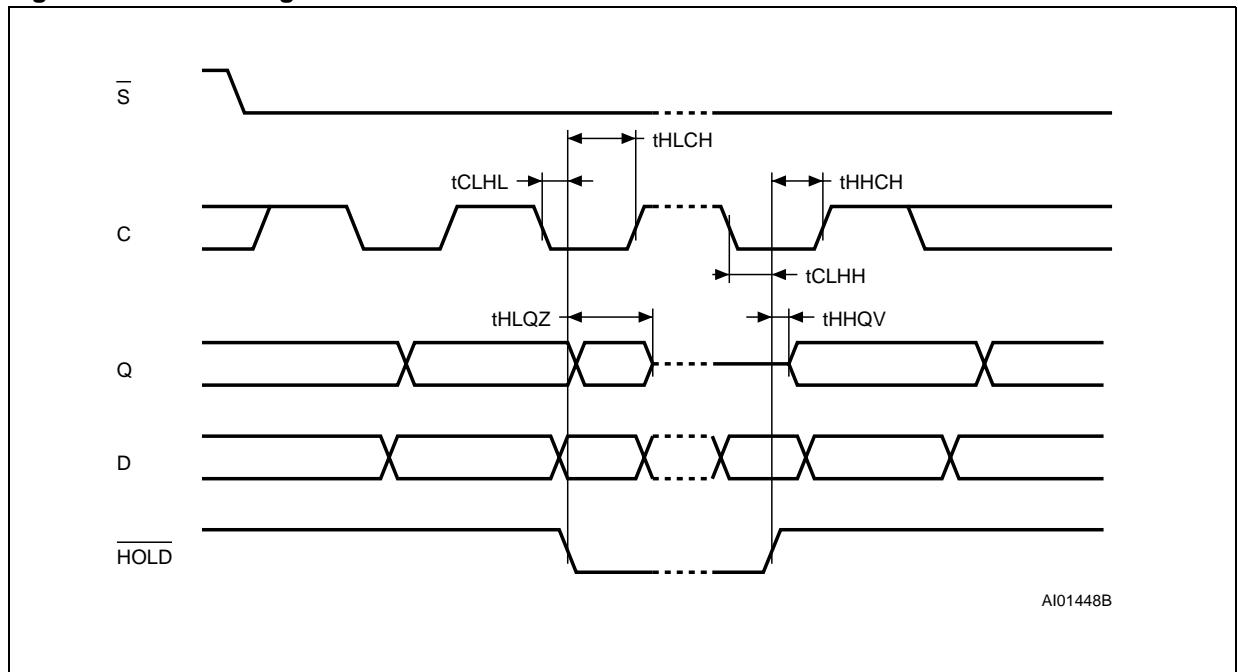 S
tHLCH
tCLHL
tHHCH
C
tCLHH
tHLQZ
tHHQV
Q
D
HOLD
AI01448B